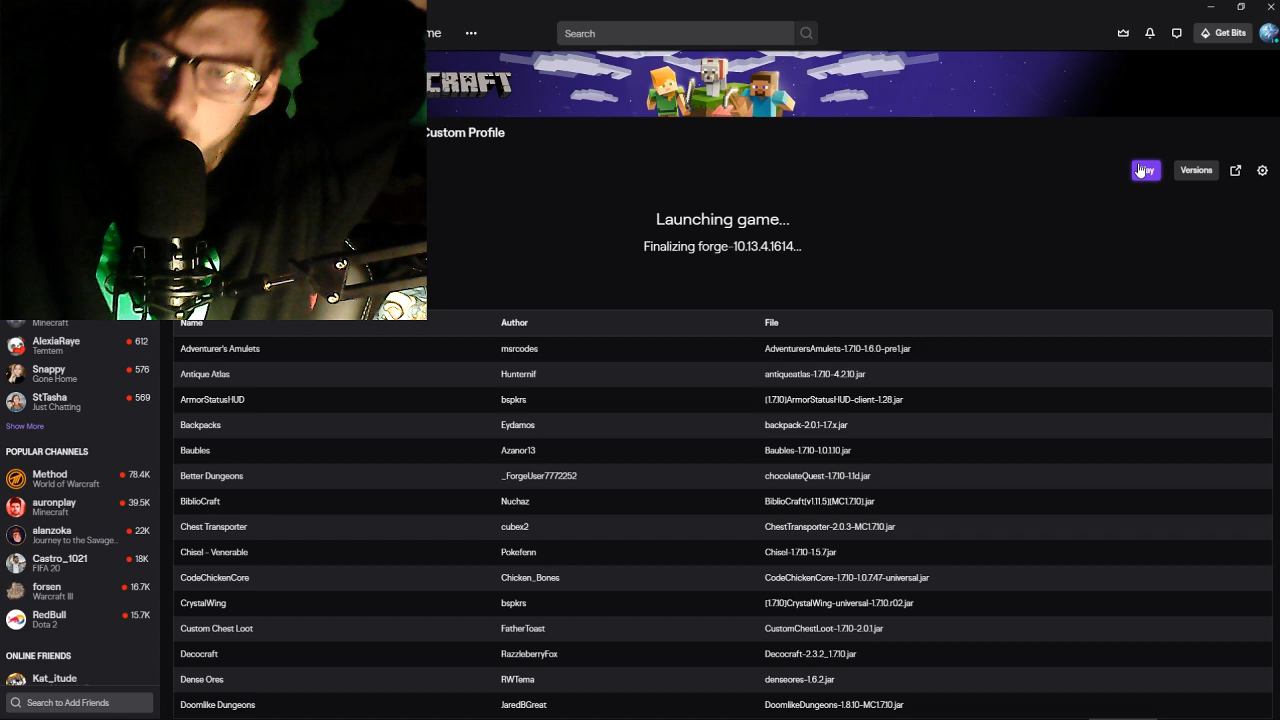 me
Search
Get Bits
CRAFT
Custom Profile
Versions
Launching game...
Finalizing forge-10.13.4.1614...
Minecraft
AlexiaRaye 612
Temtem
Snappy 576
Gone Home
StTasha 569
Just Chatting
Show More
POPULAR CHANNELS
Method 78.4K
World of Warcraft
auronplay 39.5K
Minecraft
alanzoka 22K
Journey to the Savage...
Castro_1021 18K
FIFA 20
forsen 16.7K
Warcraft III
RedBull 15.7K
Dota 2
ONLINE FRIENDS
Kat_itude
Search to Add Friends
Name Author File
Adventurer's Amulets msrcodes AdventurersAmulets-1.7.10-1.6.0-pre1.jar
Antique Atlas Hunternif antiqueatlas-1.7.10-4.2.10.jar
ArmorStatusHUD bspkrs [1.7.10]ArmorStatusHUD-client-1.28.jar
Backpacks Eydamos backpack-2.0.1-1.7.x.jar
Baubles Azanor13 Baubles-1.7.10-1.0.1.10.jar
Better Dungeons _ForgeUser7772252 chocolateQuest-1.7.10-1.1d.jar
BiblioCraft Nuchaz BiblioCraft[v1.11.5][MC1.7.10].jar
Chest Transporter cubex2 ChestTransporter-2.0.3-MC1.7.10.jar
Chisel - Venerable Pokefenn Chisel-1.7.10-1.5.7.jar
CodeChickenCore Chicken_Bones CodeChickenCore-1.7.10-1.0.7.47-universal.jar
CrystalWing bspkrs [1.7.10]CrystalWing-universal-1.7.10.r02.jar
Custom Chest Loot FatherToast CustomChestLoot-1.7.10-2.0.1.jar
Decocraft RazzleberryFox Decocraft-2.3.2_1.7.10.jar
Dense Ores RWTema denseores-1.6.2.jar
Doomlike Dungeons JaredBGreat DoomlikeDungeons-1.8.10-MC1.7.10.jar